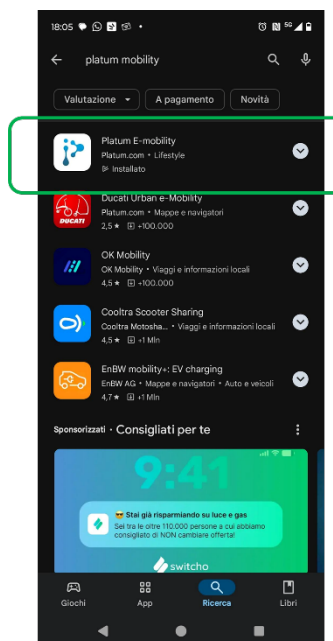 18:05
5G
platum mobility
Valutazione
A pagamento
Novità
Platum E-mobility
Platum.com • Lifestyle
Installato
DUCATI
Ducati Urban e-Mobility
Platum.com • Mappe e navigatori
2,5 ★ +100.000
OK Mobility
OK Mobility • Viaggi e informazioni locali
4,5 ★ +100.000
Cooltra Scooter Sharing
Cooltra Motosha... • Viaggi e informazioni locali
4,5 ★ +1 Mln
EnBW mobility+: EV charging
EnBW AG • Mappe e navigatori • Auto e veicoli
4,7 ★ +1 Mln
Sponsorizzati • Consigliati per te
9:41
😎 Stai già risparmiando su luce e gas
Sei tra le oltre 110.000 persone a cui abbiamo
consigliato di NON cambiare offerta!
switcho
Giochi
App
Ricerca
Libri